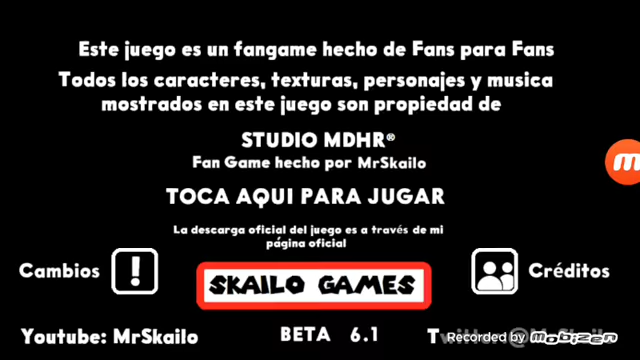 Este juego es un fangame hecho de Fans para Fans
Todos los caracteres, texturas, personajes y musica
mostrados en este juego son propiedad de
STUDIO MDHR®
Fan Game hecho por MrSkailo
TOCA AQUI PARA JUGAR
La descarga oficial del juego es a través de mi
página oficial
Cambios
!
SKAILO GAMES
Créditos
Youtube: MrSkailo
BETA 6.1
Recorded by Mobizen